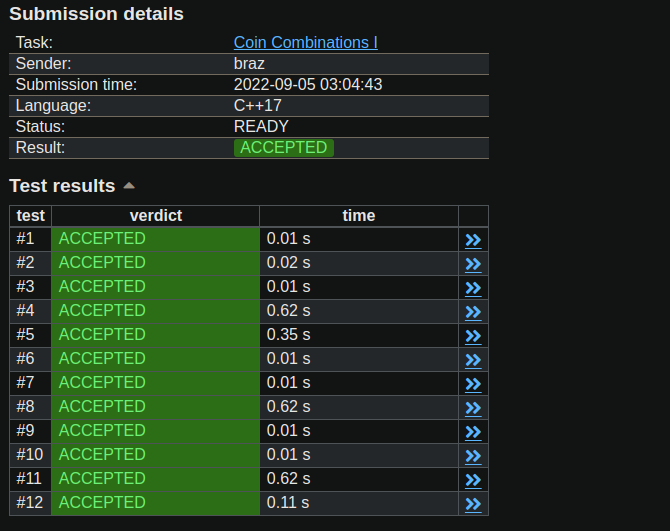 Submission details
Task: Coin Combinations I
Sender: braz
Submission time: 2022-09-05 03:04:43
Language: C++17
Status: READY
Result: ACCEPTED
Test results
test verdict time
#1 ACCEPTED 0.01 s
#2 ACCEPTED 0.02 s
#3 ACCEPTED 0.01 s
#4 ACCEPTED 0.62 s
#5 ACCEPTED 0.35 s
#6 ACCEPTED 0.01 s
#7 ACCEPTED 0.01 s
#8 ACCEPTED 0.62 s
#9 ACCEPTED 0.01 s
#10 ACCEPTED 0.01 s
#11 ACCEPTED 0.62 s
#12 ACCEPTED 0.11 s